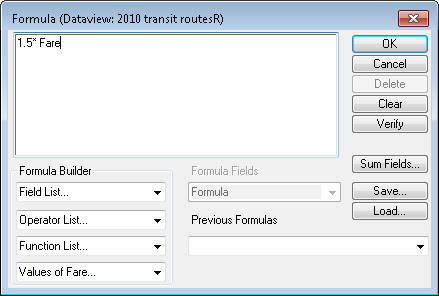 Formula (Dataview: 2010 transit routesR)
1.5* Fare
OK
Cancel
Delete
Clear
Verify
Sum Fields...
Save...
Load...
Formula Builder
Field List...
Operator List...
Function List...
Values of Fare...
Formula Fields
Formula
Previous Formulas